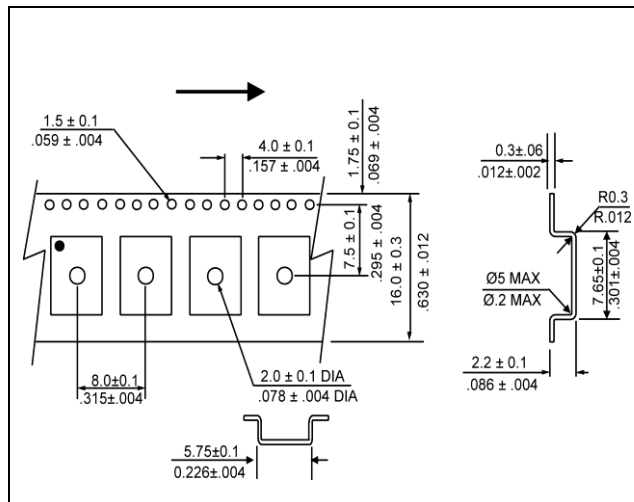 1.5 ± 0.1
.059 ± .004
4.0 ± 0.1
.157 ± .004
1.75 ± 0.1
.069 ± .004
0.3±.06
.012±.002
R0.3
R.012
7.5 ± 0.1
.295 ± .004
16.0 ± 0.3
.630 ± .012
Ø5 MAX
Ø.2 MAX
7.65±0.1
.301±.004
8.0±0.1
.315±.004
2.0 ± 0.1 DIA
.078 ± .004 DIA
2.2 ± 0.1
.086 ± .004
5.75±0.1
0.226±.004